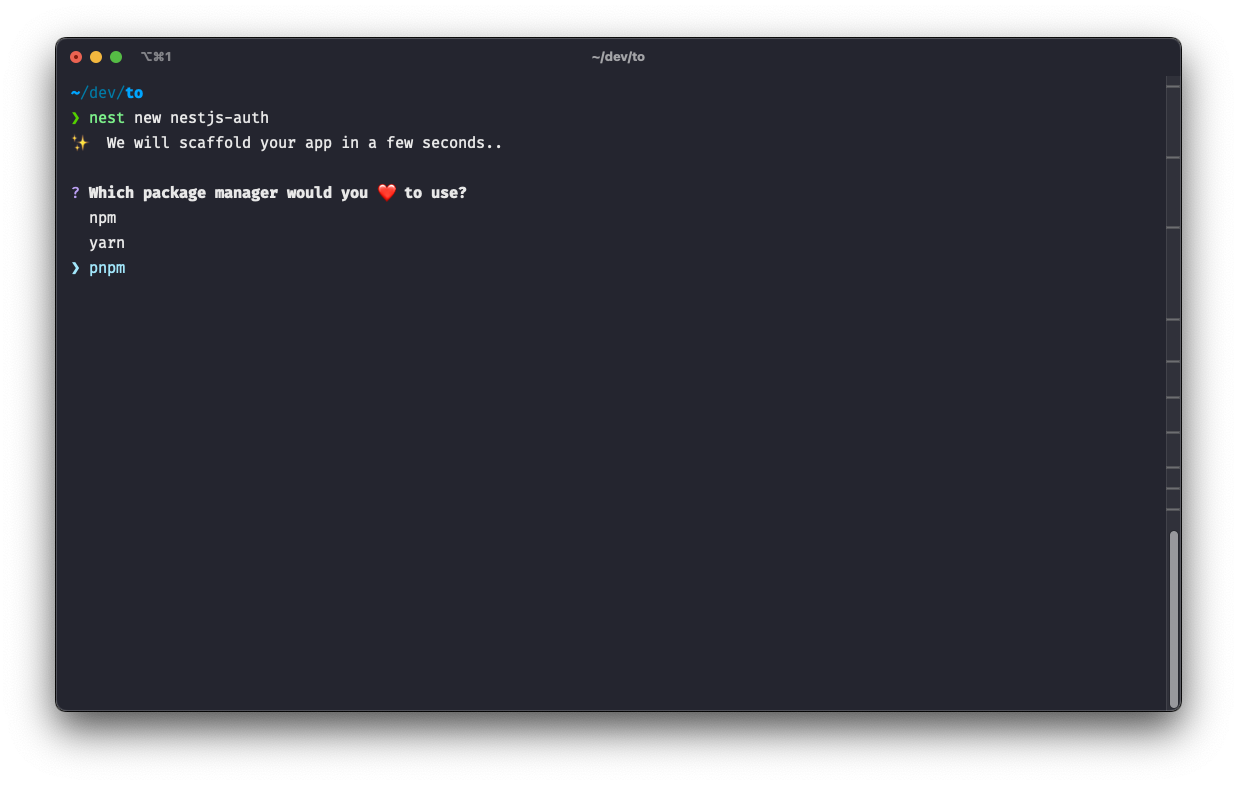 ⌥⌘1 ~/dev/to
~/dev/to
❯ nest new nestjs-auth
✨ We will scaffold your app in a few seconds..
? Which package manager would you ❤️ to use?
npm
yarn
❯ pnpm